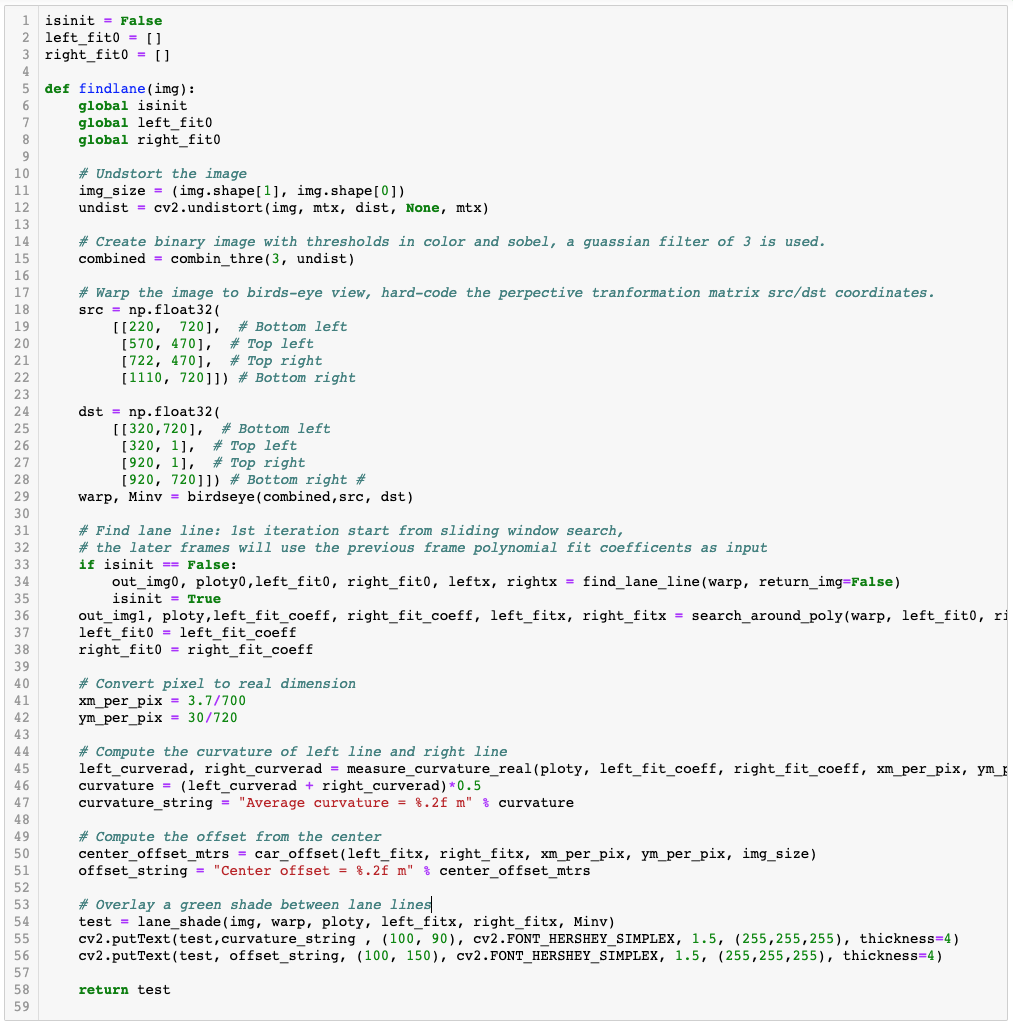 1 isinit = False
2 left_fit0 = []
3 right_fit0 = []
4
5 def findlane(img):
6     global isinit
7     global left_fit0
8     global right_fit0
9
10     # Undstort the image
11     img_size = (img.shape[1], img.shape[0])
12     undist = cv2.undistort(img, mtx, dist, None, mtx)
13
14     # Create binary image with thresholds in color and sobel, a guassian filter of 3 is used.
15     combined = combin_thre(3, undist)
16
17     # Warp the image to birds-eye view, hard-code the perpective tranformation matrix src/dst coordinates.
18     src = np.float32(
19         [[220,  720],  # Bottom left
20          [570, 470],  # Top left
21          [722, 470],  # Top right
22          [1110, 720]]) # Bottom right
23
24     dst = np.float32(
25         [[320,720],  # Bottom left
26          [320, 1],  # Top left
27          [920, 1],  # Top right
28          [920, 720]]) # Bottom right #
29     warp, Minv = birdseye(combined,src, dst)
30
31     # Find lane line: 1st iteration start from sliding window search,
32     # the later frames will use the previous frame polynomial fit coefficents as input
33     if isinit == False:
34         out_img0, ploty0,left_fit0, right_fit0, leftx, rightx = find_lane_line(warp, return_img=False)
35         isinit = True
36     out_img1, ploty,left_fit_coeff, right_fit_coeff, left_fitx, right_fitx = search_around_poly(warp, left_fit0, ri
37     left_fit0 = left_fit_coeff
38     right_fit0 = right_fit_coeff
39
40     # Convert pixel to real dimension
41     xm_per_pix = 3.7/700
42     ym_per_pix = 30/720
43
44     # Compute the curvature of left line and right line
45     left_curverad, right_curverad = measure_curvature_real(ploty, left_fit_coeff, right_fit_coeff, xm_per_pix, ym_p
46     curvature = (left_curverad + right_curverad)*0.5
47     curvature_string = "Average curvature = %.2f m" % curvature
48
49     # Compute the offset from the center
50     center_offset_mtrs = car_offset(left_fitx, right_fitx, xm_per_pix, ym_per_pix, img_size)
51     offset_string = "Center offset = %.2f m" % center_offset_mtrs
52
53     # Overlay a green shade between lane lines
54     test = lane_shade(img, warp, ploty, left_fitx, right_fitx, Minv)
55     cv2.putText(test,curvature_string , (100, 90), cv2.FONT_HERSHEY_SIMPLEX, 1.5, (255,255,255), thickness=4)
56     cv2.putText(test, offset_string, (100, 150), cv2.FONT_HERSHEY_SIMPLEX, 1.5, (255,255,255), thickness=4)
57
58     return test
59